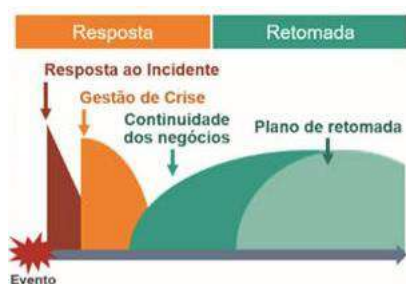 Resposta
Retomada
Resposta ao Incidente
Gestão de Crise
Continuidade
dos negócios
Plano de retomada
Evento